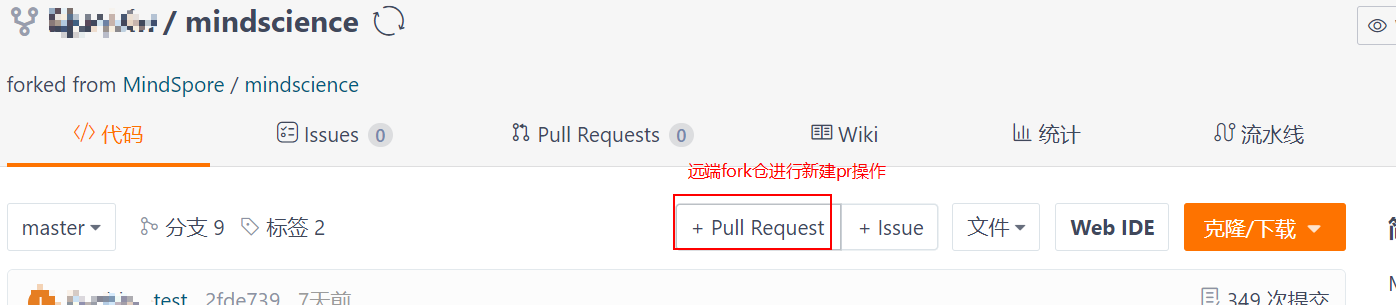 / mindscience
forked from MindSpore / mindscience
代码 Issues 0 Pull Requests 0 Wiki 统计 流水线
远端fork仓进行新建pr操作
master 分支 9 标签 2 + Pull Request + Issue 文件 Web IDE 克隆/下载
test 2fde739 7天前 349 次提交